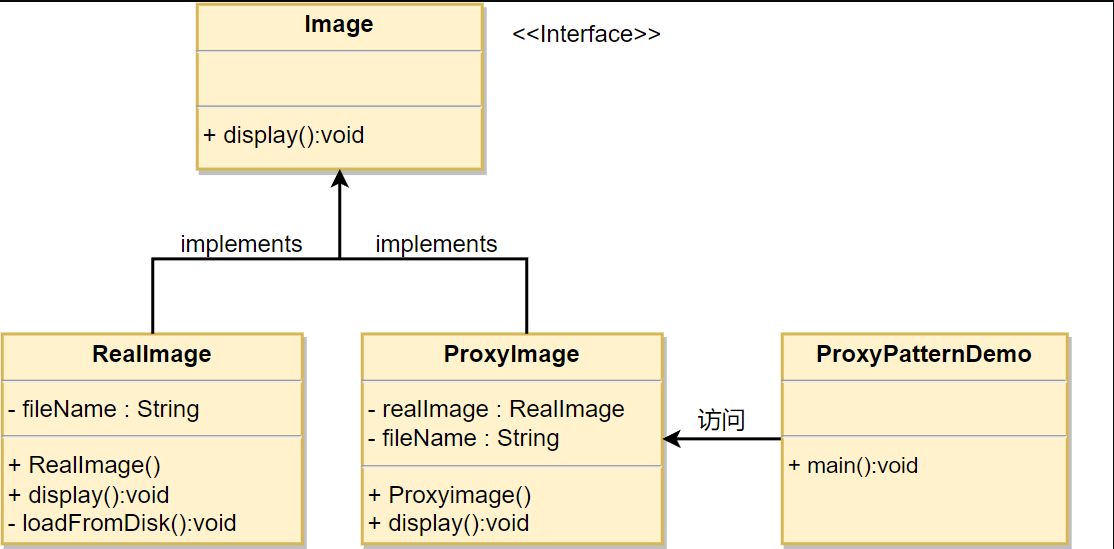 Image
<<Interface>>
+ display():void
implements
implements
RealImage
- fileName : String
+ RealImage()
+ display():void
- loadFromDisk():void
ProxyImage
- realImage : RealImage
- fileName : String
+ Proxyimage()
+ display():void
访问
ProxyPatternDemo
+ main():void